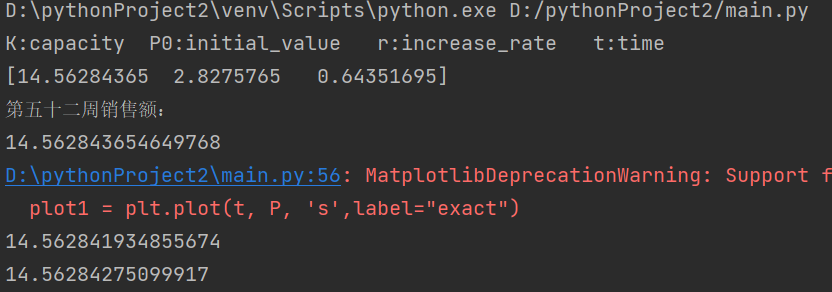 D:\pythonProject2\venv\Scripts\python.exe D:/pythonProject2/main.py
K:capacity  P0:initial_value   r:increase_rate   t:time
[14.56284365  2.8275765   0.64351695]
第五十二周销售额：
14.562843654649768
D:\pythonProject2\main.py:56: MatplotlibDeprecationWarning: Support
  plot1 = plt.plot(t, P, 's',label="exact")
14.562841934855674
14.56284275099917